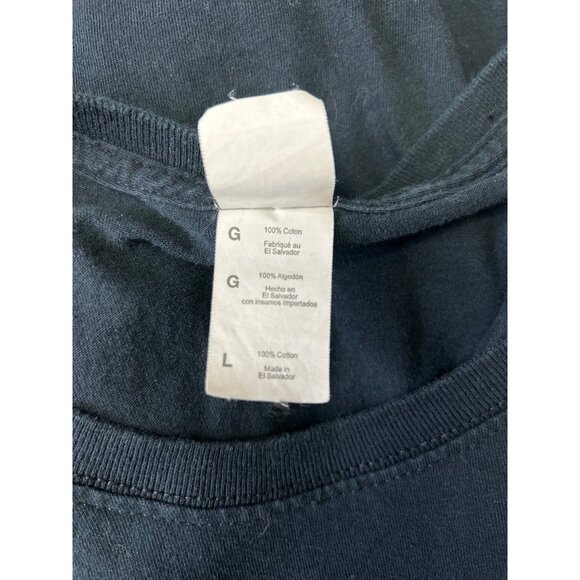 G 100% Coton
Fabriqué au
El Salvador
G 100% Algodón
Hecho en
El Salvador
con insumos importados
L 100% Cotton
Made in
El Salvador